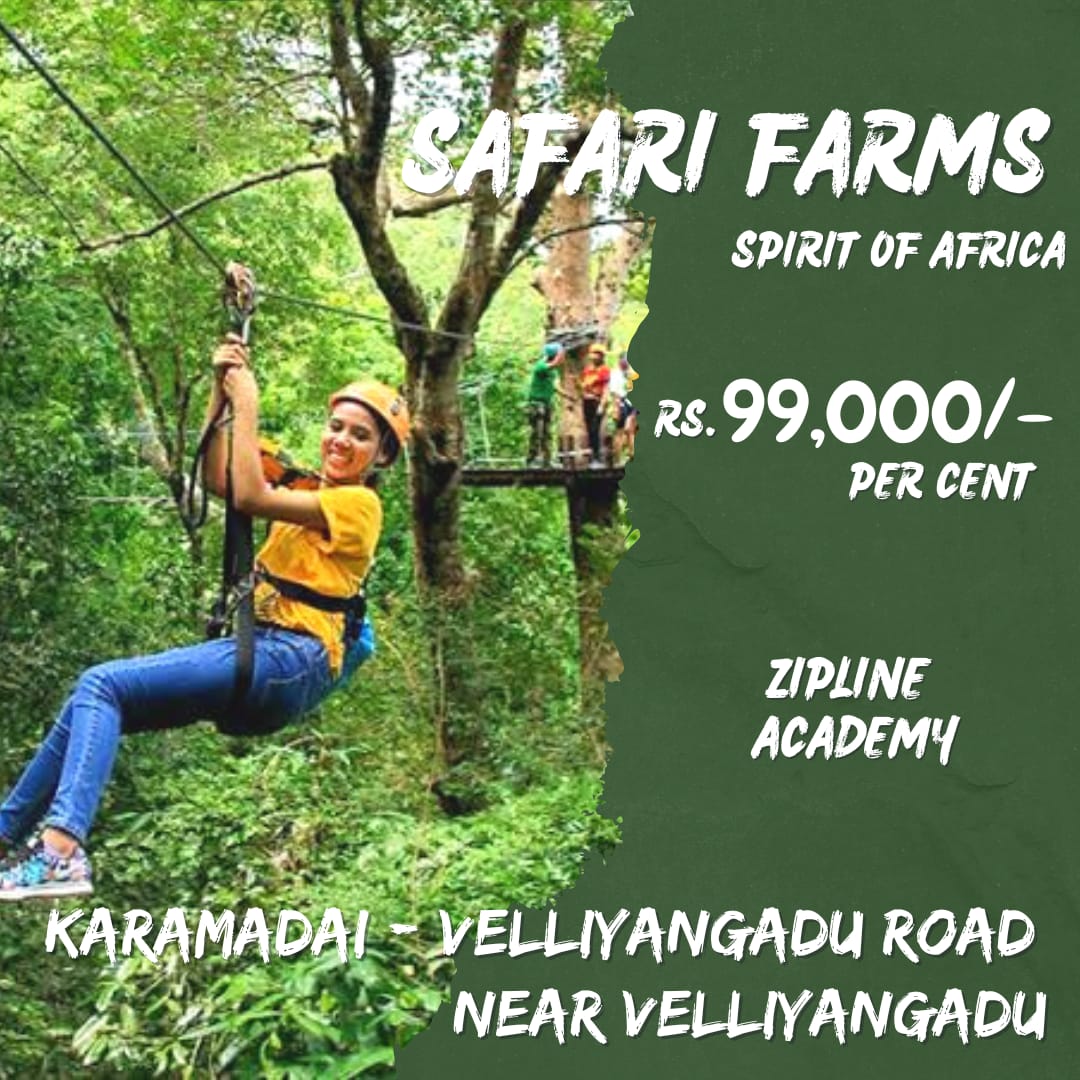 SAFARI FARMS
SPIRIT OF AFRICA
RS. 99,000/-
PER CENT
ZIPLINE
ACADEMY
KARAMADAI - VELLIYANGADU ROAD
NEAR VELLIYANGADU